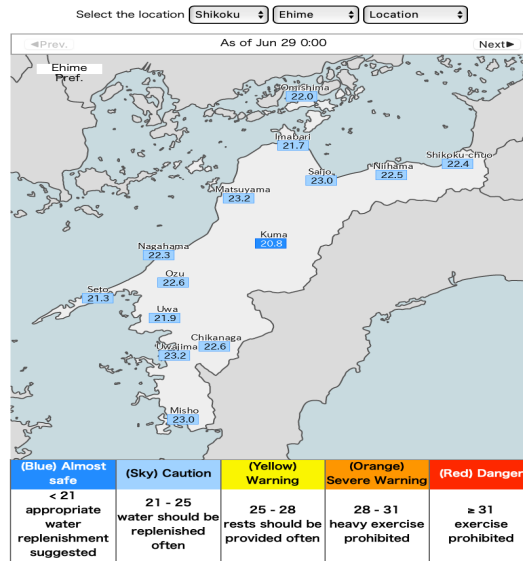 Select the location Shikoku Ehime Location
◄Prev. As of Jun 29 0:00 Next►
Ehime
Pref.
Omishima
22.0
Imabari
21.7
Shikoku-chuo
22.4
Saijo
23.0
Niihama
22.5
Matsuyama
23.2
Kuma
20.8
Nagahama
22.3
Ozu
22.6
Seto
21.3
Uwa
21.9
Chikanaga
22.6
Uwajima
23.2
Misho
23.0
(Blue) Almost
safe
(Sky) Caution
(Yellow)
Warning
(Orange)
Severe Warning
(Red) Danger
< 21
appropriate
water
replenishment
suggested
21 - 25
water should be
replenished
often
25 - 28
rests should be
provided often
28 - 31
heavy exercise
prohibited
≥ 31
exercise
prohibited